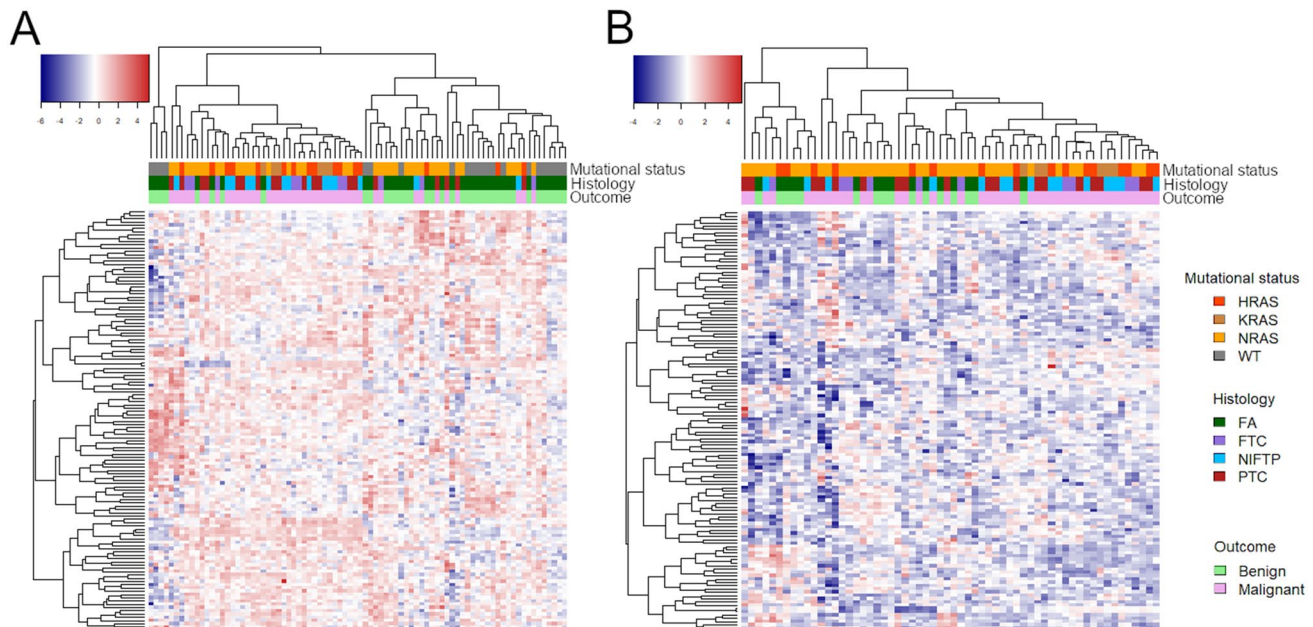 A
B
-6 -4 -2 0 2 4
-4 -2 0 2 4
Mutational status
Histology
Outcome
Mutational status
Histology
Outcome
Mutational status
HRAS
KRAS
NRAS
WT
Histology
FA
FTC
NIFTP
PTC
Outcome
Benign
Malignant